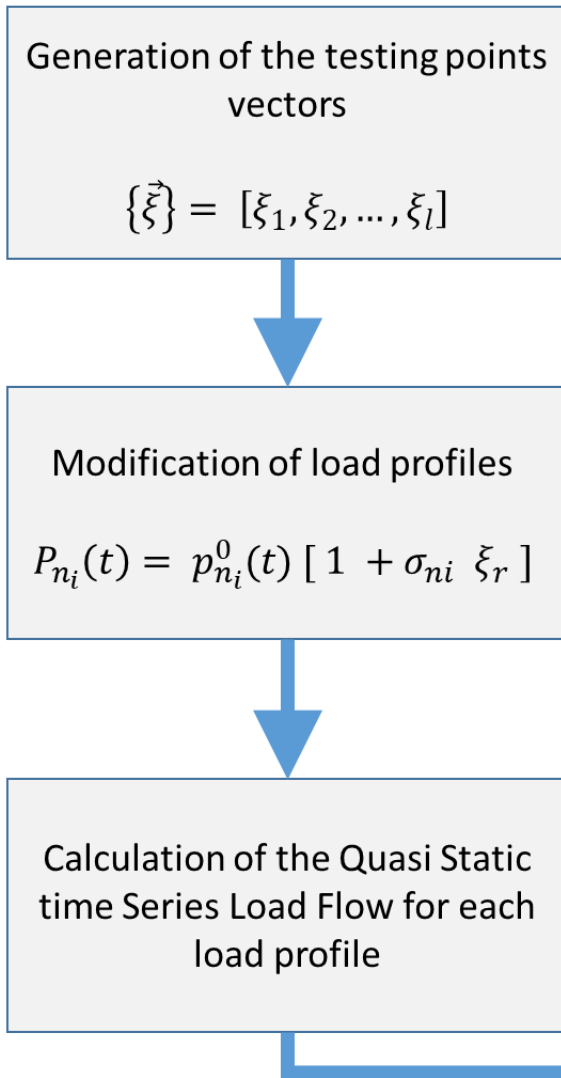 Generation of the testing points
vectors
{ξ⃗} = [ξ₁, ξ₂, ..., ξₗ]
Modification of load profiles
Pₙᵢ(t) = p⁰ₙᵢ(t) [ 1 + σₙᵢ ξᵣ ]
Calculation of the Quasi Static
time Series Load Flow for each
load profile